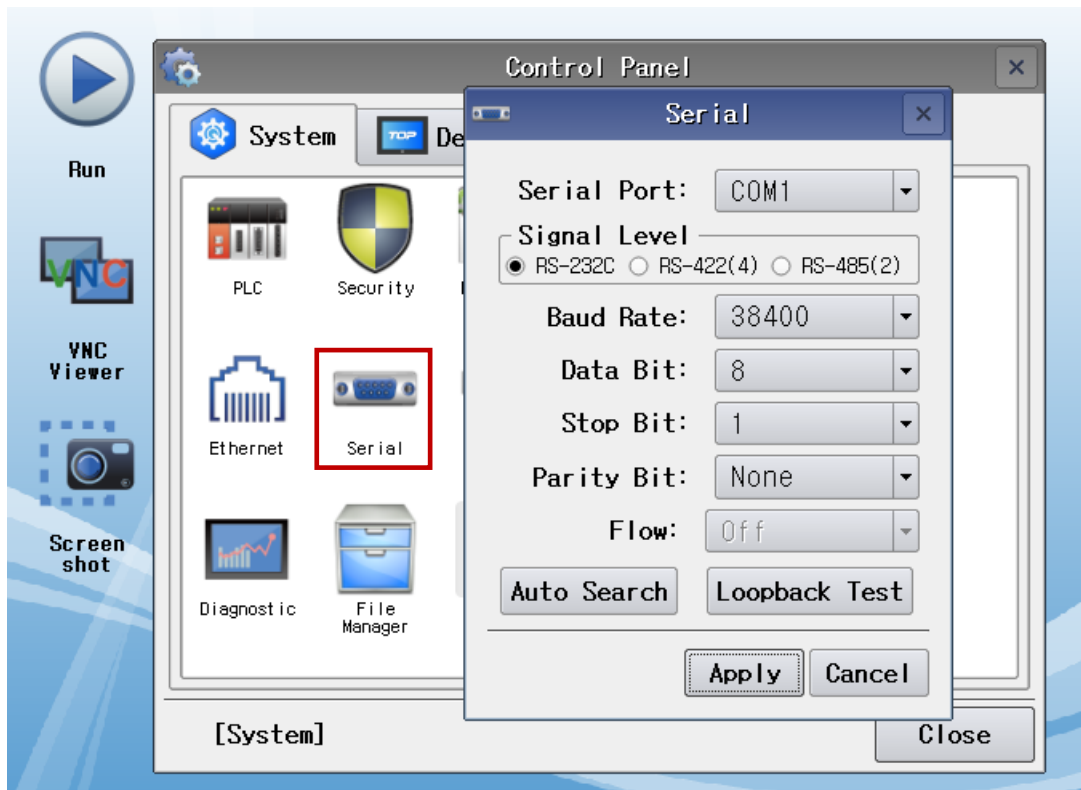 Control Panel
Serial
System
TOP
De
Run
VNC
VNC
Viewer
Screen
shot
PLC
Security
Ethernet
Serial
Diagnostic
File
Manager
Serial Port: COM1
Signal Level
RS-232C RS-422(4) RS-485(2)
Baud Rate: 38400
Data Bit: 8
Stop Bit: 1
Parity Bit: None
Flow: Off
Auto Search Loopback Test
Apply Cancel
[System]
Close